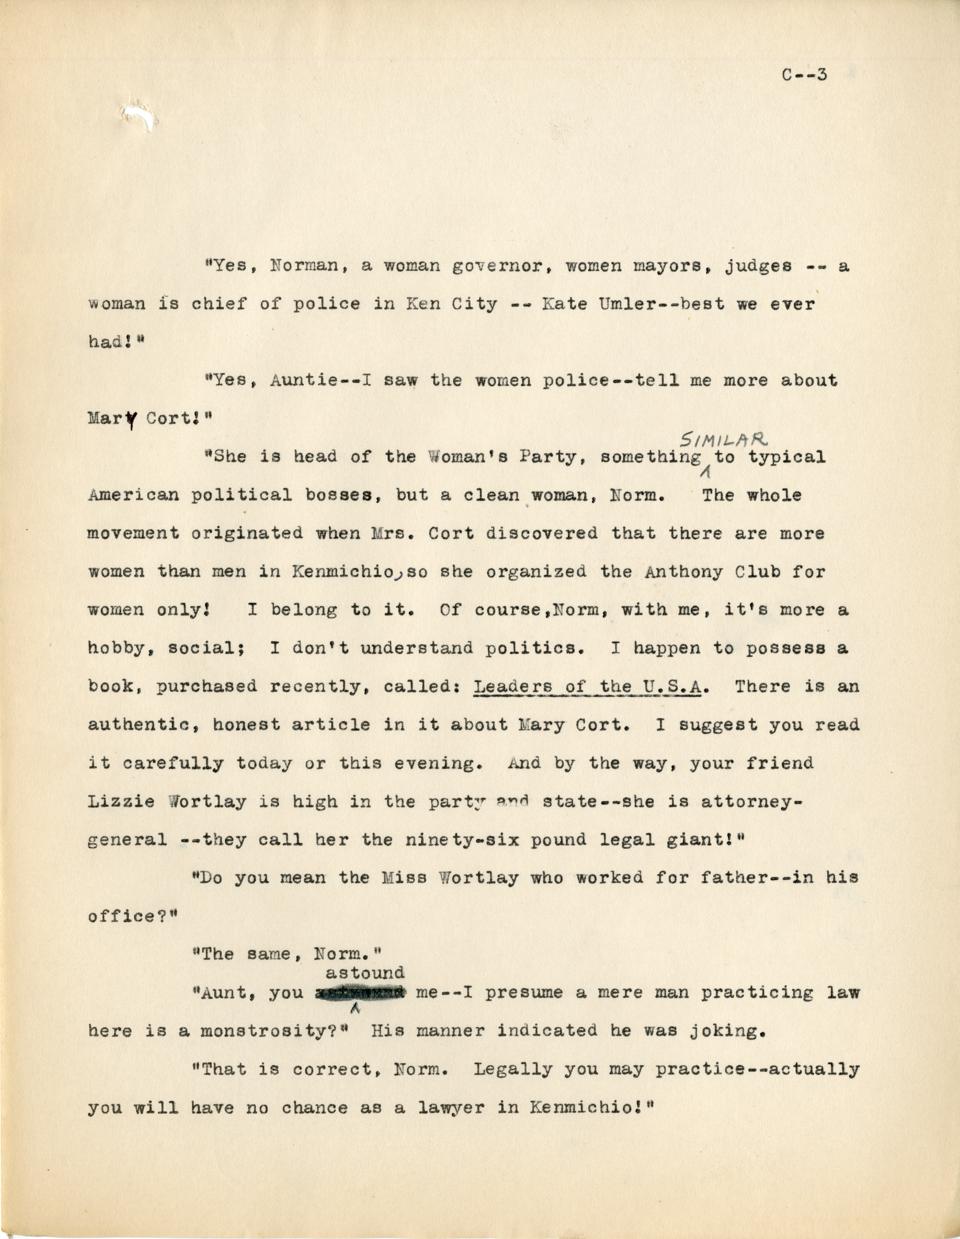 C--3
"Yes, Norman, a woman governor, women mayors, judges -- a
woman is chief of police in Ken City -- Kate Umler--best we ever
had!"
"Yes, Auntie--I saw the women police--tell me more about
Mary Cort!"
SIMILAR
"She is head of the Woman's Party, something to typical
American political bosses, but a clean woman, Norm. The whole
movement originated when Mrs. Cort discovered that there are more
women than men in Kenmichio, so she organized the Anthony Club for
women only! I belong to it. Of course,Norm, with me, it's more a
hobby, social; I don't understand politics. I happen to possess a
book, purchased recently, called: Leaders of the U.S.A. There is an
authentic, honest article in it about Mary Cort. I suggest you read
it carefully today or this evening. And by the way, your friend
Lizzie Wortlay is high in the party and state--she is attorney-
general --they call her the ninety-six pound legal giant!"
"Do you mean the Miss Wortlay who worked for father--in his
office?"
"The same, Norm."
astound
"Aunt, you me--I presume a mere man practicing law
here is a monstrosity?" His manner indicated he was joking.
"That is correct, Norm. Legally you may practice--actually
you will have no chance as a lawyer in Kenmichio!"